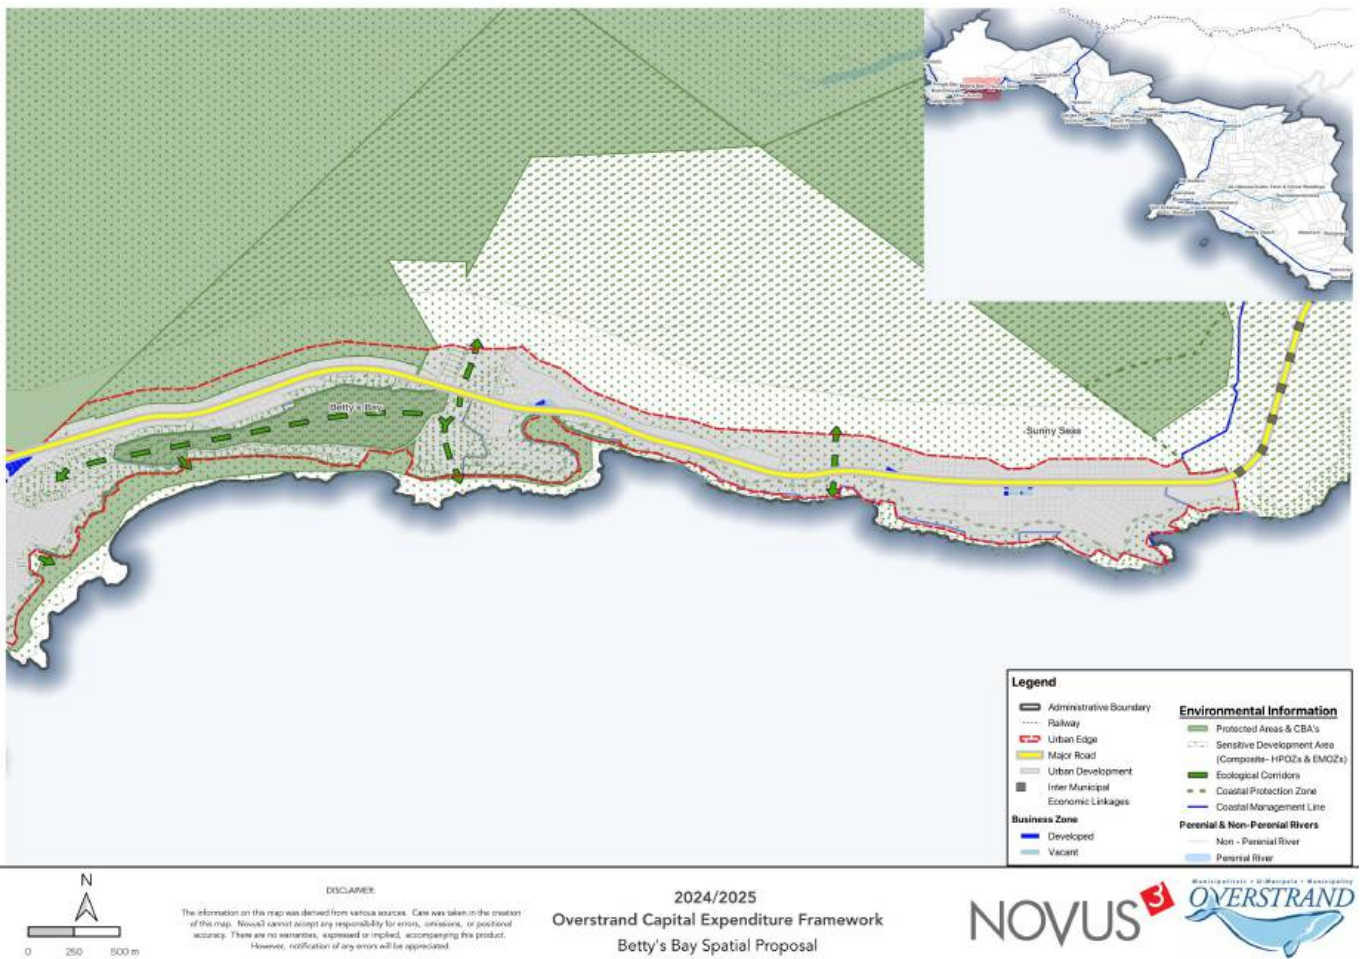 Betty's Bay
Sunny Seas
Legend
Administrative Boundary
Railway
Urban Edge
Major Road
Urban Development
Inter Municipal
Economic Linkages
Business Zone
Developed
Vacant
Environmental Information
Protected Areas & CBA's
Sensitive Development Area
(Composite- HPOZs & EMOZs)
Ecological Corridors
Coastal Protection Zone
Coastal Management Line
Perenial & Non-Perenial Rivers
Non - Perenial River
Perenial River
N
0 250 500 m
DISCLAIMER:
The information on this map was derived from various sources. Care was taken in the creation
of this map. Novus3 cannot accept any responsibility for errors, omissions, or positional
accuracy. There are no warranties, expressed or implied, accompanying this product.
However, notification of any errors will be appreciated.
2024/2025
Overstrand Capital Expenditure Framework
Betty's Bay Spatial Proposal
NOVUS3
Munisipaliteit • U-Masipala • Municipality
OVERSTRAND